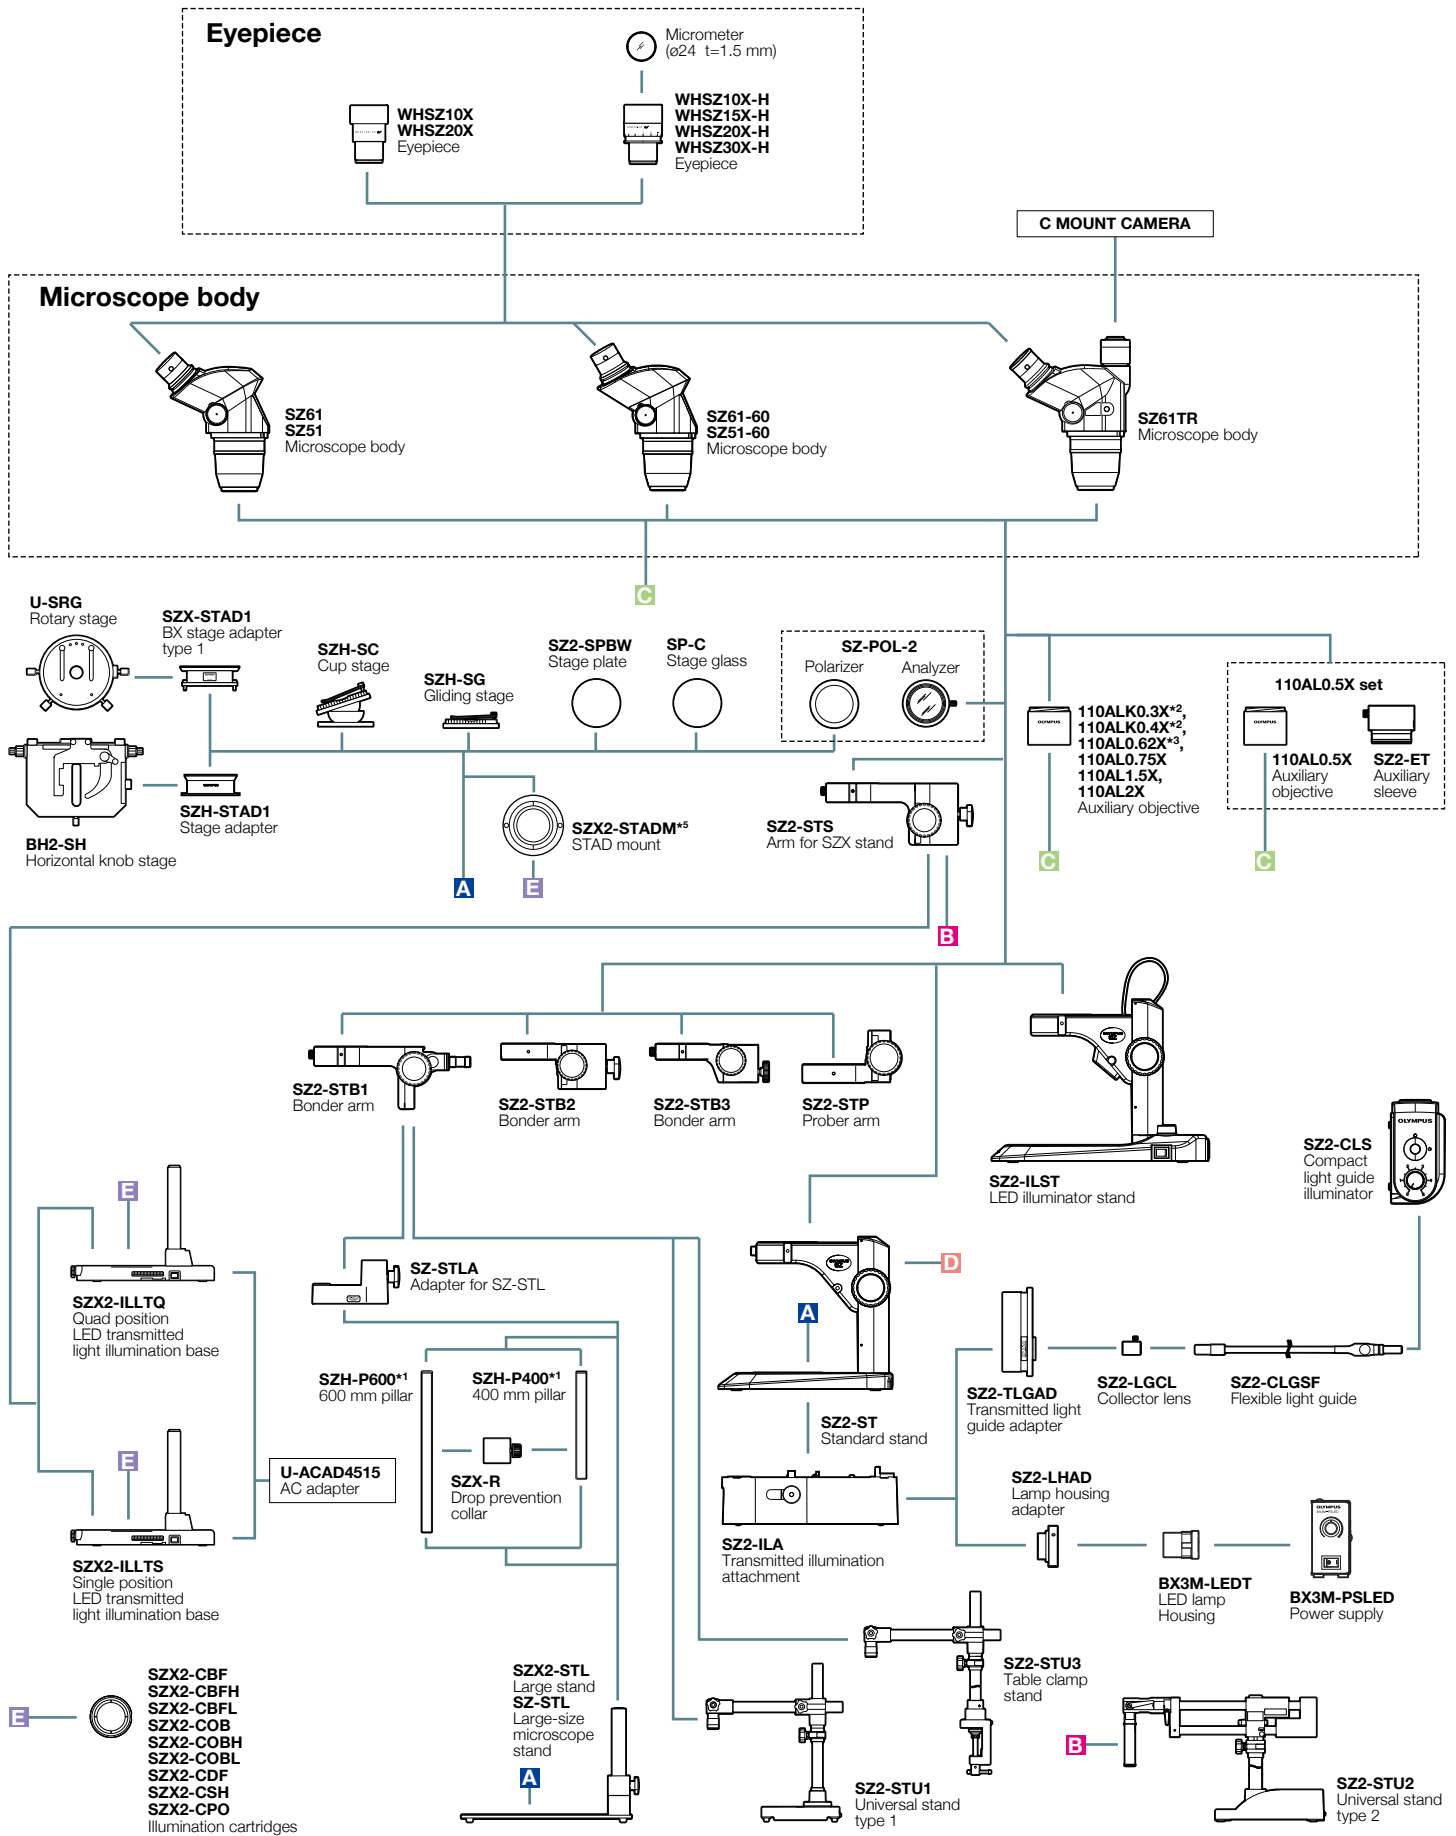 Eyepiece
Micrometer
(ø24  t=1.5 mm)
WHSZ10X
WHSZ20X
Eyepiece
WHSZ10X-H
WHSZ15X-H
WHSZ20X-H
WHSZ30X-H
Eyepiece
C MOUNT CAMERA
Microscope body
SZ61
SZ51
Microscope body
SZ61-60
SZ51-60
Microscope body
SZ61TR
Microscope body
C
U-SRG
Rotary stage
SZX-STAD1
BX stage adapter
type 1
SZH-SC
Cup stage
SZH-SG
Gliding stage
SZ2-SPBW
Stage plate
SP-C
Stage glass
SZ-POL-2
Polarizer
Analyzer
OLYMPUS
110ALK0.3X*2,
110ALK0.4X*2,
110AL0.62X*3,
110AL0.75X
110AL1.5X,
110AL2X
Auxiliary objective
110AL0.5X set
OLYMPUS
110AL0.5X
Auxiliary
objective
SZ2-ET
Auxiliary
sleeve
BH2-SH
Horizontal knob stage
SZH-STAD1
Stage adapter
SZX2-STADM*5
STAD mount
SZ2-STS
Arm for SZX stand
A
E
C
C
B
SZ2-STB1
Bonder arm
SZ2-STB2
Bonder arm
SZ2-STB3
Bonder arm
SZ2-STP
Prober arm
SZ2-ILST
LED illuminator stand
OLYMPUS
SZ2-CLS
Compact
light guide
illuminator
E
SZX2-ILLTQ
Quad position
LED transmitted
light illumination base
SZ-STLA
Adapter for SZ-STL
D
A
SZH-P600*1
600 mm pillar
SZH-P400*1
400 mm pillar
SZ2-ST
Standard stand
SZ2-TLGAD
Transmitted light
guide adapter
SZ2-LGCL
Collector lens
SZ2-CLGSF
Flexible light guide
E
U-ACAD4515
AC adapter
SZX-R
Drop prevention
collar
SZ2-LHAD
Lamp housing
adapter
SZX2-ILLTS
Single position
LED transmitted
light illumination base
SZ2-ILA
Transmitted illumination
attachment
BX3M-LEDT
LED lamp
Housing
OLYMPUS
BX3M-PSLED
Power supply
E
SZX2-CBF
SZX2-CBFH
SZX2-CBFL
SZX2-COB
SZX2-COBH
SZX2-COBL
SZX2-CDF
SZX2-CSH
SZX2-CPO
Illumination cartridges
SZX2-STL
Large stand
SZ-STL
Large-size
microscope
stand
A
SZ2-STU3
Table clamp
stand
SZ2-STU1
Universal stand
type 1
B
SZ2-STU2
Universal stand
type 2